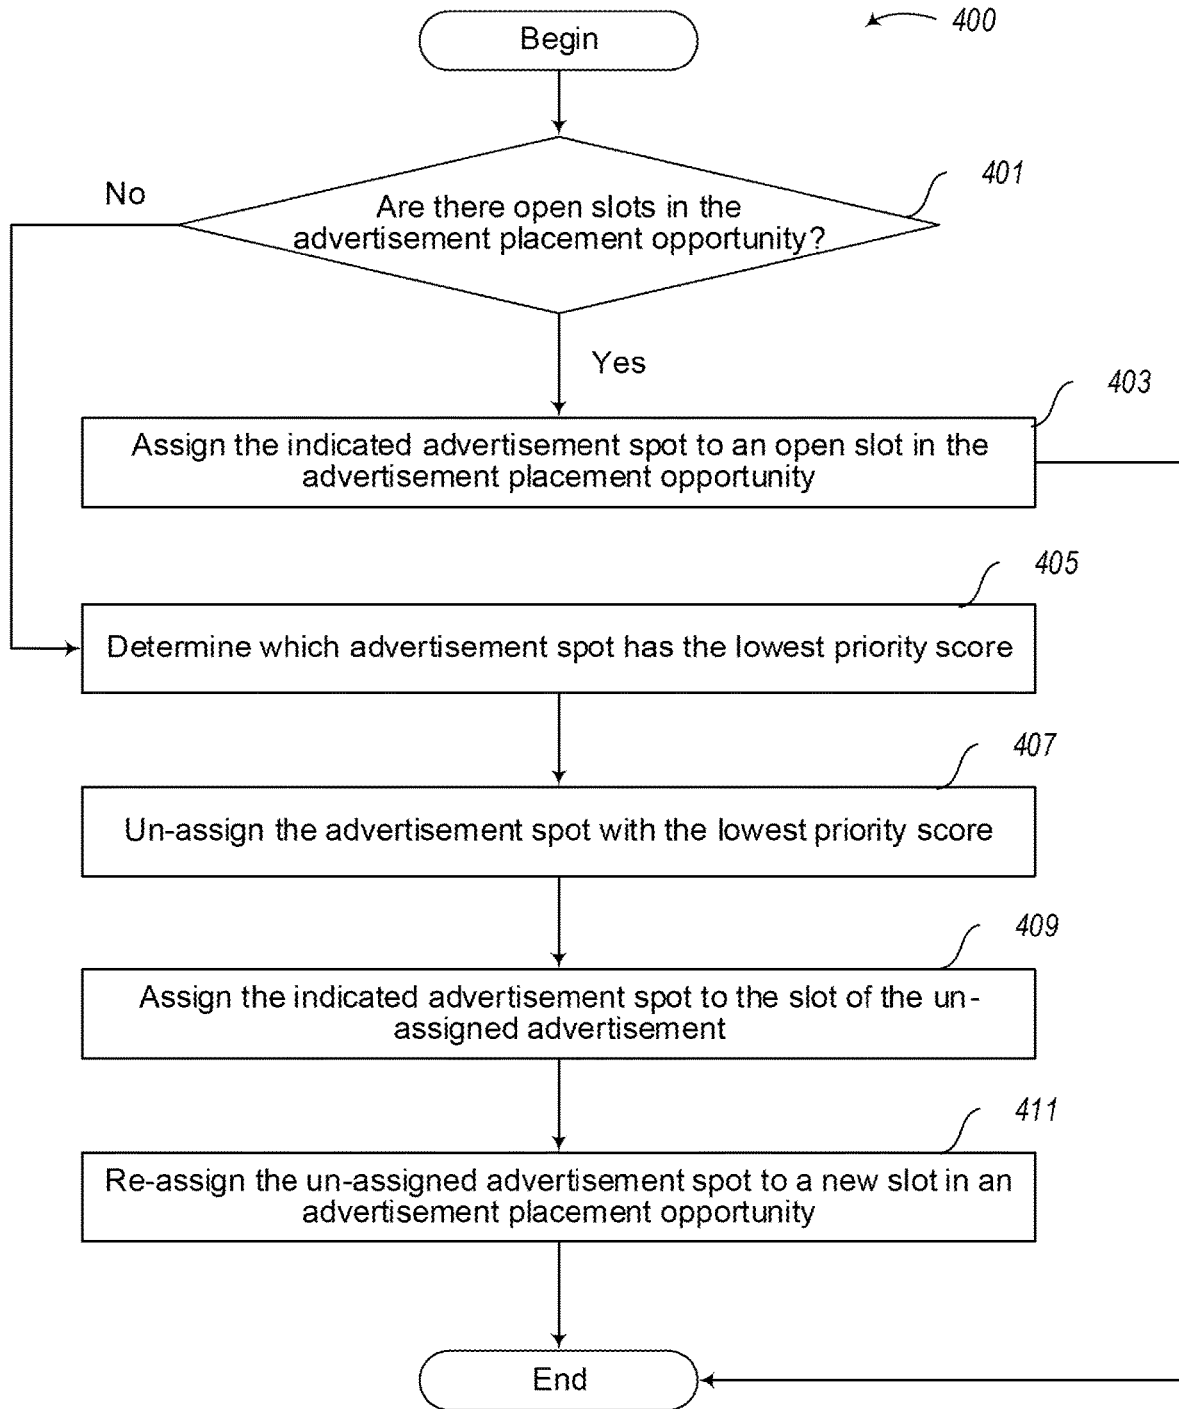 Begin
400
401
No
Are there open slots in the
advertisement placement opportunity?
Yes
403
Assign the indicated advertisement spot to an open slot in the
advertisement placement opportunity
405
Determine which advertisement spot has the lowest priority score
407
Un-assign the advertisement spot with the lowest priority score
409
Assign the indicated advertisement spot to the slot of the un-
assigned advertisement
411
Re-assign the un-assigned advertisement spot to a new slot in an
advertisement placement opportunity
End